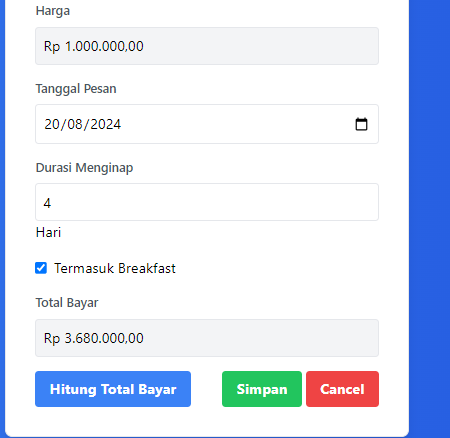 Harga
Rp 1.000.000,00
Tanggal Pesan
20/08/2024
Durasi Menginap
4
Hari
Termasuk Breakfast
Total Bayar
Rp 3.680.000,00
Hitung Total Bayar Simpan Cancel